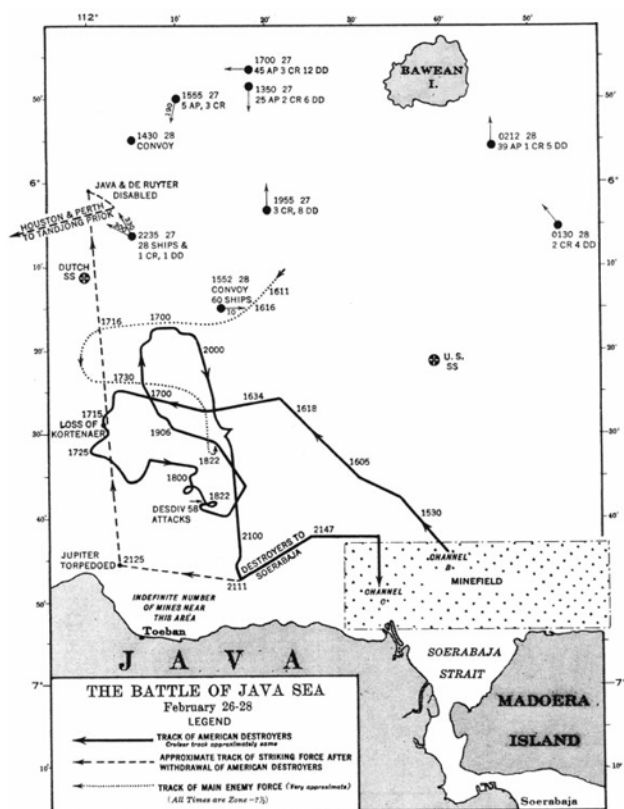 112°
10'
20'
30'
40'
50'
60'
10'
20'
1700 27
45 AP 3 CR 12 DD
BAWEAN
I.
1555 27
5 AP, 3 CR
1350 27
25 AP 2 CR 6 DD
50'
190
1430 28
CONVOY
0212 28
39 AP 1 CR 5 DD
6°
JAVA & DE RUYTER
DISABLED
1955 27
3 CR, 8 DD
HOUSTON & PERTH
TO TANDJONG PRIOK
2235 27
28 SHIPS &
1 CR, 1 DD
0130 28
2 CR 4 DD
10'
DUTCH
SS
1552 28
CONVOY
60 SHIPS
1611
1616
10
1716
1700
20'
2000
U.S.
SS
1730
1700
1634
1618
1715
LOSS OF
KORTENAER
30'
1725
1906
1822
1605
1800
1822
DESDIV 58
ATTACKS
1530
40'
2100
2147
DESTROYERS TO
SOERABAJA
JUPITER
TORPEDOED
2125
2111
CHANNEL
B
MINEFIELD
CHANNEL
C
50'
INDEFINITE NUMBER
OF MINES NEAR
THIS AREA
Toeban
JAVA
SOERABAJA
STRAIT
7°
MADOERA
ISLAND
10'
Soerabaja
THE BATTLE OF JAVA SEA
February 26-28
LEGEND
TRACK OF AMERICAN DESTROYERS
Cruiser track approximately same
APPROXIMATE TRACK OF STRIKING FORCE AFTER
WITHDRAWAL OF AMERICAN DESTROYERS
TRACK OF MAIN ENEMY FORCE (Very approximate)
(All Times are Zone -7½)